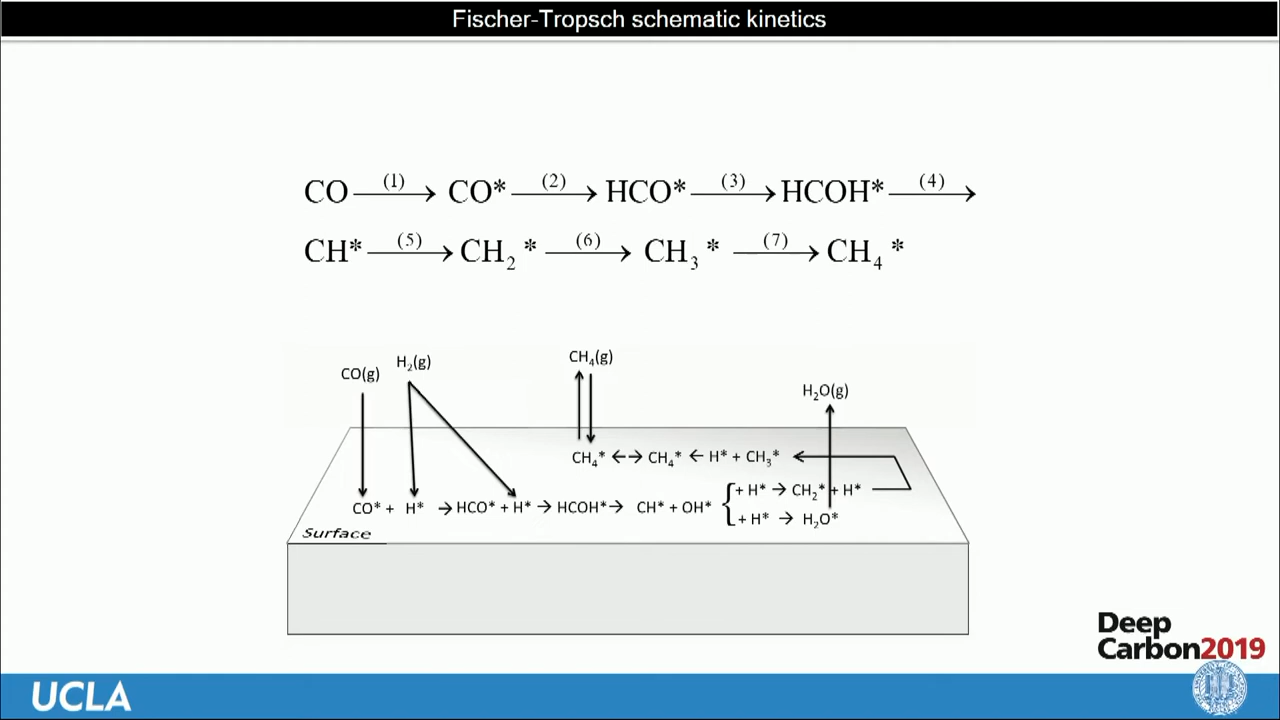 Fischer-Tropsch schematic kinetics
CO —(1)→ CO* —(2)→ HCO* —(3)→ HCOH* —(4)→
CH* —(5)→ CH₂* —(6)→ CH₃* —(7)→ CH₄*
CO(g) H₂(g) CH₄(g)
H₂O(g)
CH₄* ←→ CH₄* ← H* + CH₃*
+ H* → CH₂* + H*
CO* + H* → HCO* + H* → HCOH* → CH* + OH*
+ H* → H₂O*
Surface
Deep
Carbon2019
UCLA